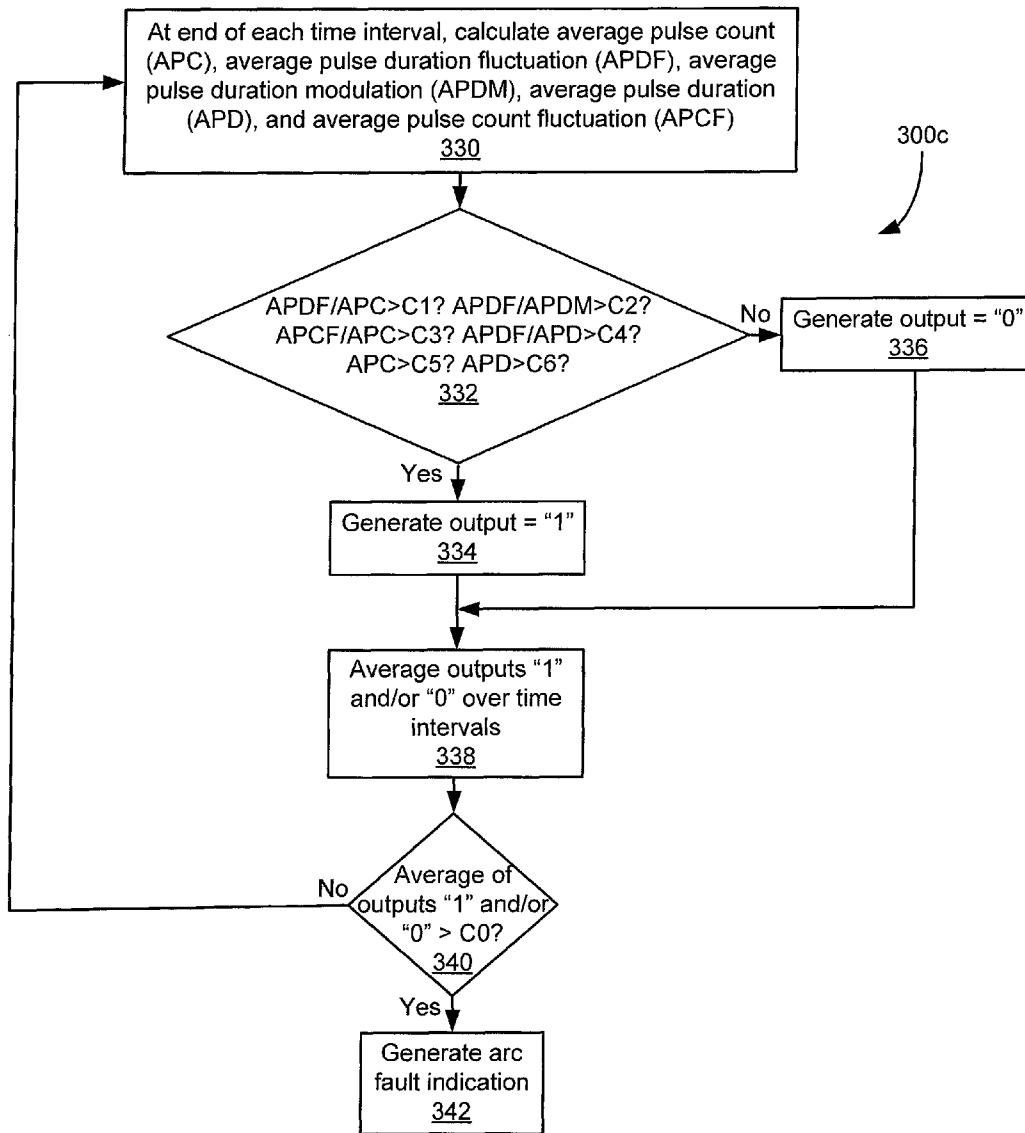 At end of each time interval, calculate average pulse count
(APC), average pulse duration fluctuation (APDF), average
pulse duration modulation (APDM), average pulse duration
(APD), and average pulse count fluctuation (APCF)
330
300c
APDF/APC>C1? APDF/APDM>C2?
APCF/APC>C3? APDF/APD>C4?
APC>C5? APD>C6?
332
No
Generate output = “0”
336
Yes
Generate output = “1”
334
Average outputs “1”
and/or “0” over time
intervals
338
No
Average of
outputs “1” and/or
“0” > C0?
340
Yes
Generate arc
fault indication
342